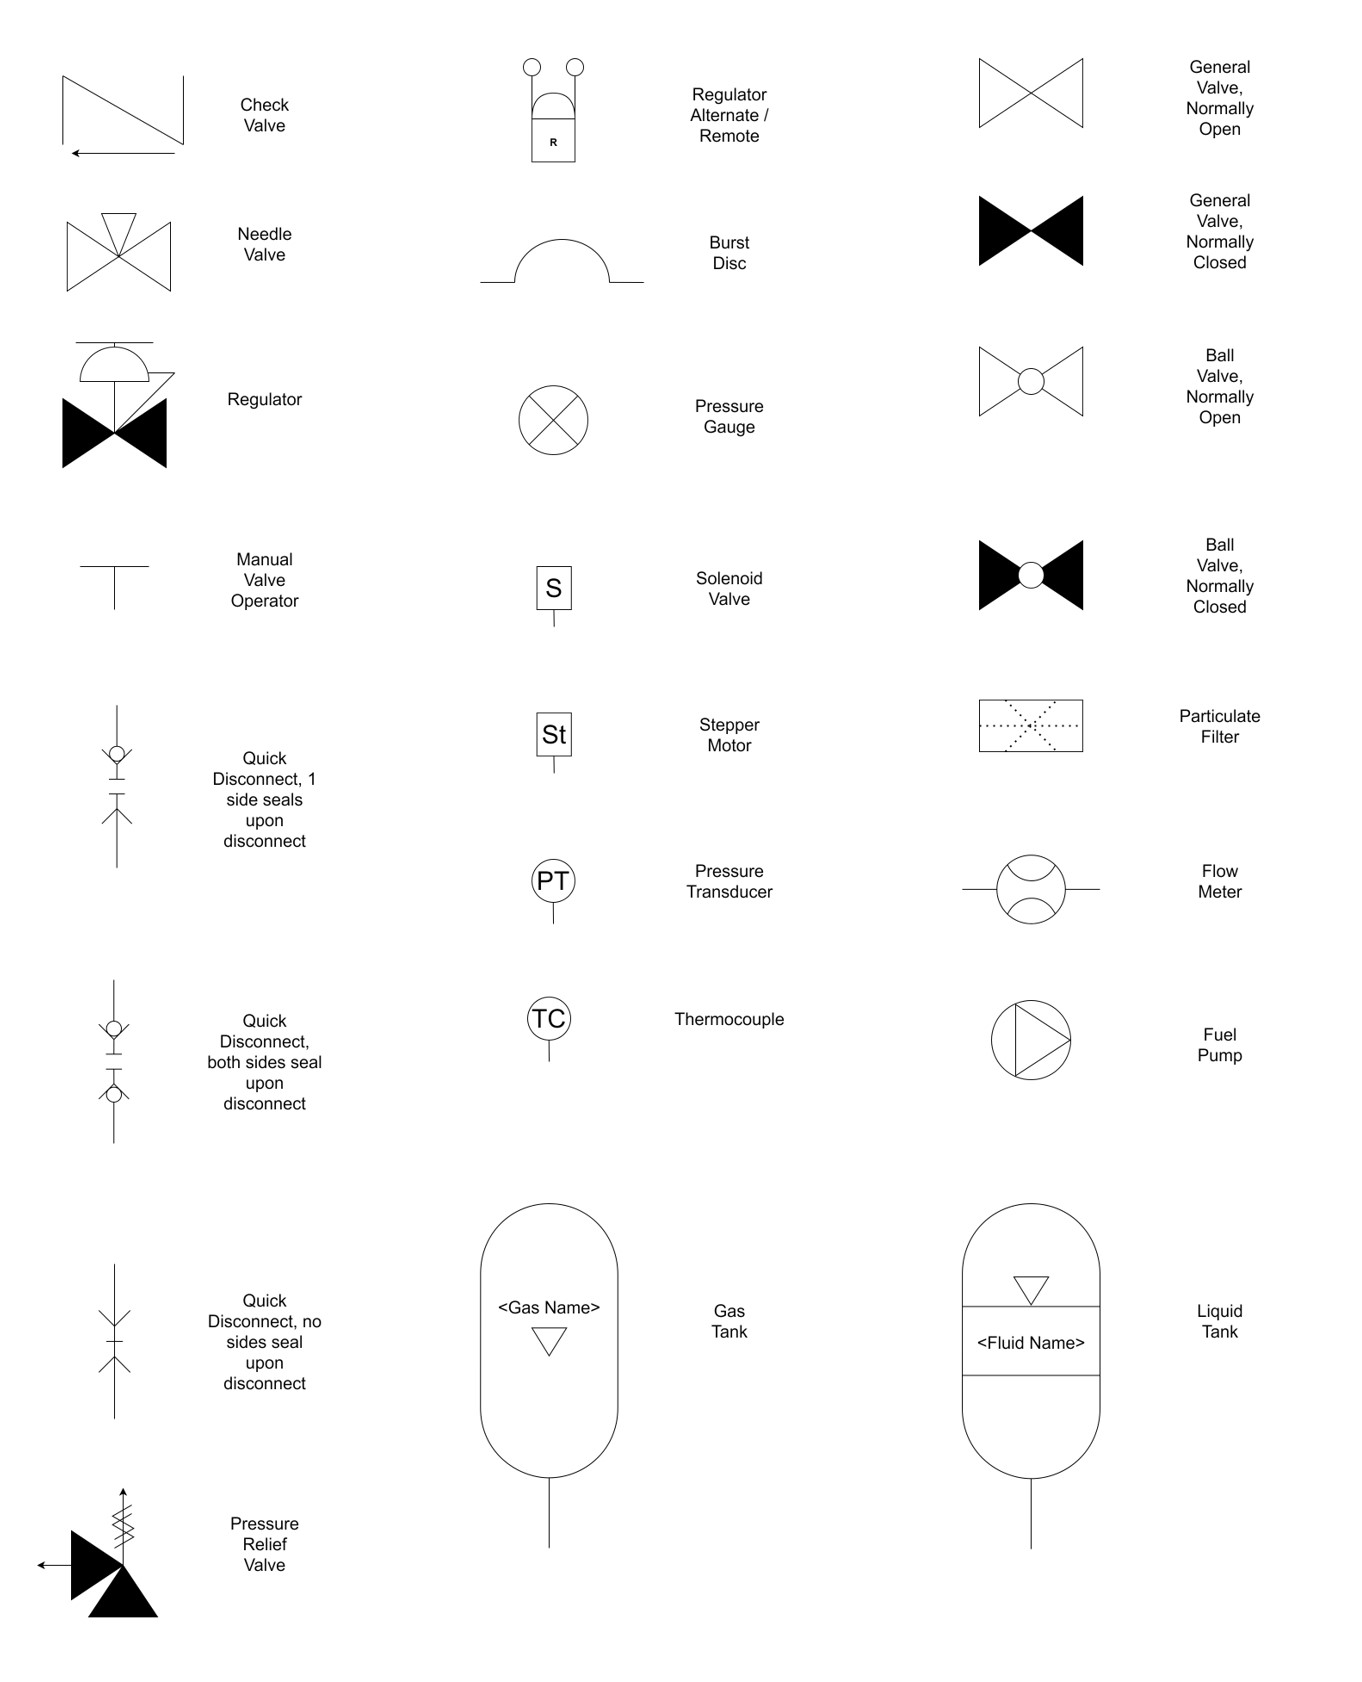 Check
Valve
R
Regulator
Alternate /
Remote
General
Valve,
Normally
Open
Needle
Valve
Burst
Disc
General
Valve,
Normally
Closed
Regulator
Pressure
Gauge
Ball
Valve,
Normally
Open
Manual
Valve
Operator
S
Solenoid
Valve
Ball
Valve,
Normally
Closed
Quick
Disconnect, 1
side seals
upon
disconnect
St
Stepper
Motor
Particulate
Filter
PT
Pressure
Transducer
Flow
Meter
Quick
Disconnect,
both sides seal
upon
disconnect
TC
Thermocouple
Fuel
Pump
Quick
Disconnect, no
sides seal
upon
disconnect
<Gas Name>
Gas
Tank
<Fluid Name>
Liquid
Tank
Pressure
Relief
Valve